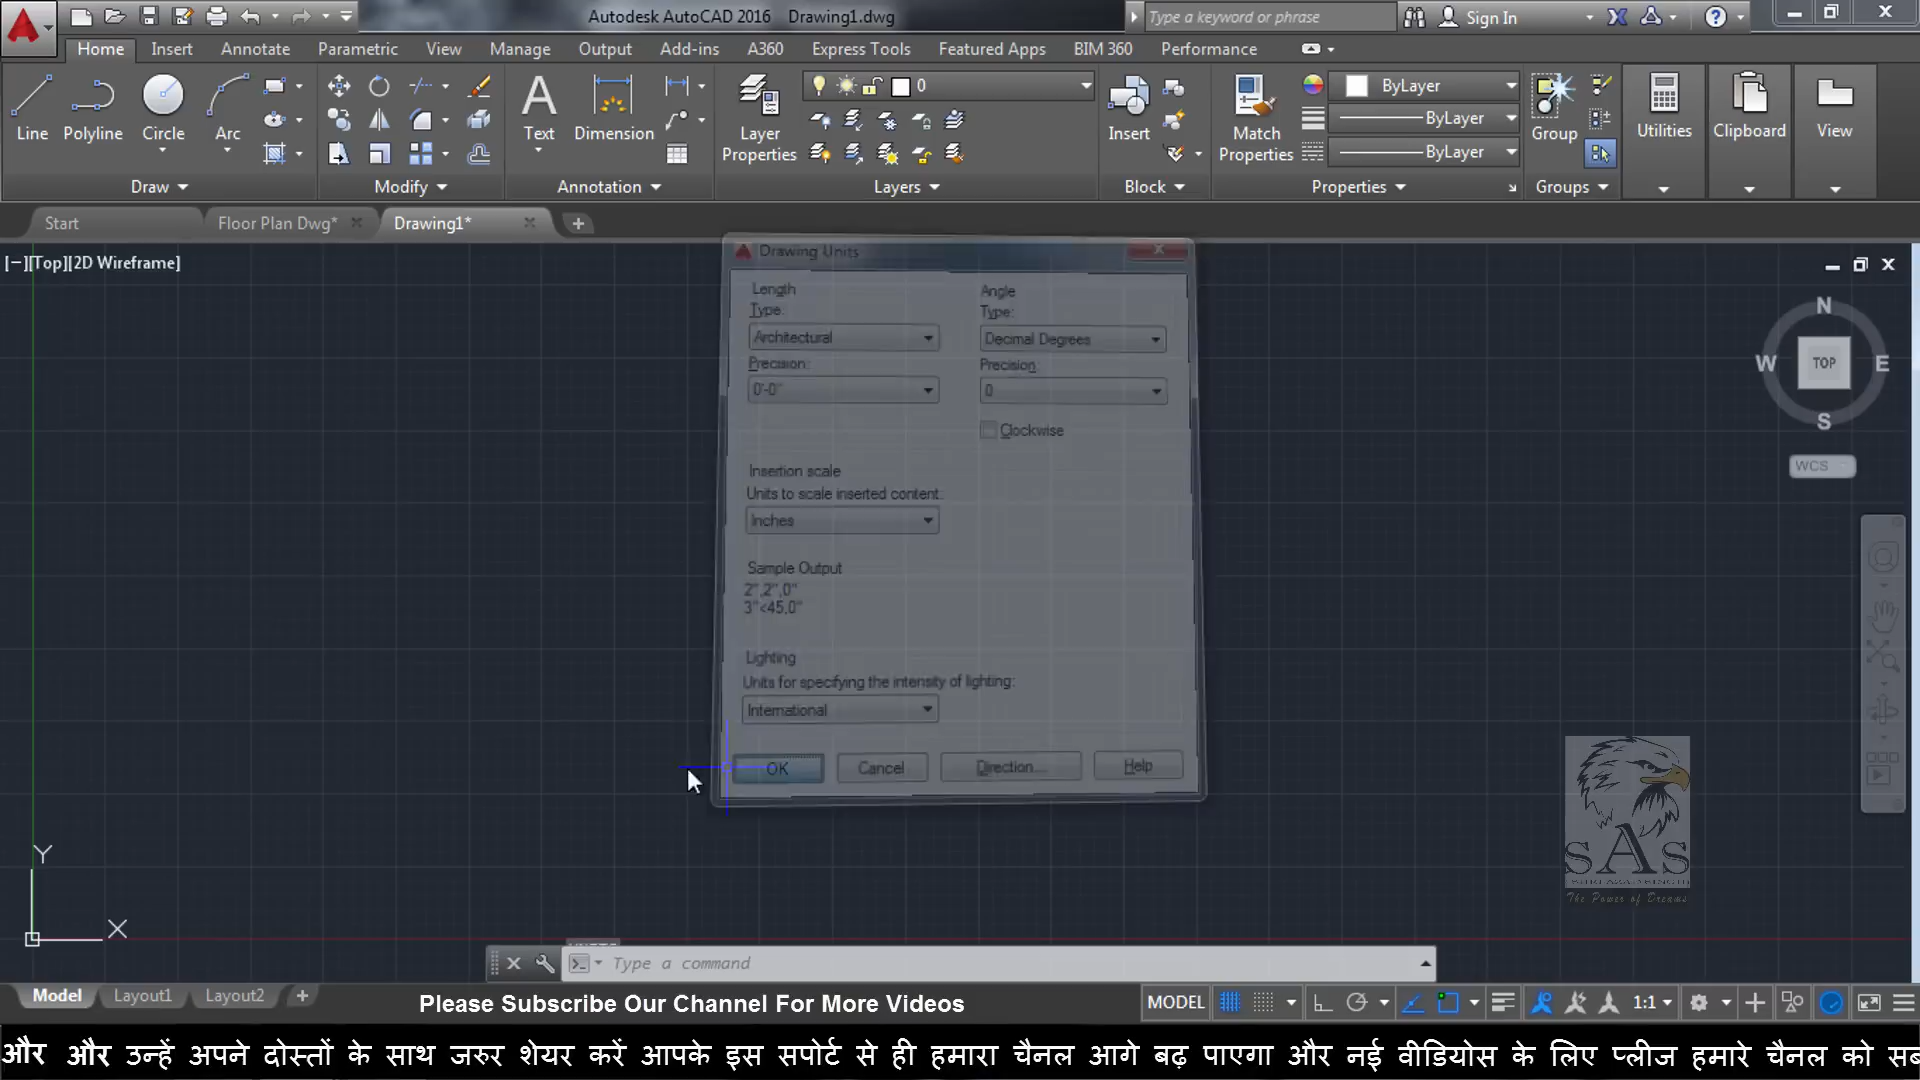 Autodesk AutoCAD 2016 Drawing1.dwg
Type a keyword or phrase
Sign In
Home Insert Annotate Parametric View Manage Output Add-ins A360 Express Tools Featured Apps BIM 360 Performance
Line Polyline Circle Arc
Text Dimension
Layer Properties
0
Insert
Match Properties
ByLayer
ByLayer
ByLayer
Group
Utilities Clipboard View
Draw Modify Annotation Layers Block Properties Groups
Start Floor Plan Dwg* Drawing1*
[−][Top][2D Wireframe]
Drawing Units
Length
Type:
Architectural
Precision:
0'-0"
Angle
Type:
Decimal Degrees
Precision:
0
Clockwise
Insertion scale
Units to scale inserted content:
Inches
Sample Output
2",2",0"
3"<45,0"
Lighting
Units for specifying the intensity of lighting:
International
OK Cancel Direction... Help
N
W TOP E
S
WCS
Y
X
SAS
The Power of Dreams
Type a command
Model Layout1 Layout2
Please Subscribe Our Channel For More Videos
MODEL 1:1
और और उन्हें अपने दोस्तों के साथ जरुर शेयर करें आपके इस सपोर्ट से ही हमारा चैनल आगे बढ़ पाएगा और नई वीडियोस के लिए प्लीज हमारे चैनल को सब